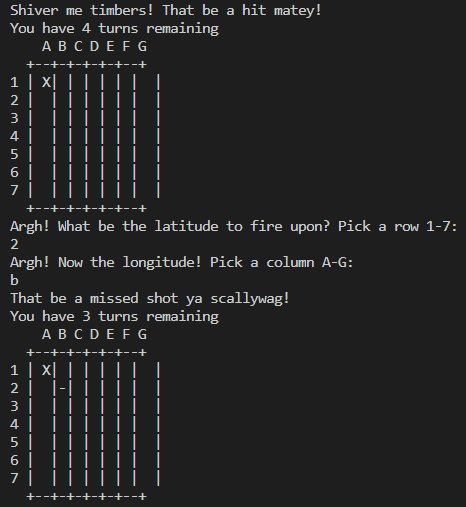 Shiver me timbers! That be a hit matey!
You have 4 turns remaining
    A B C D E F G
  +--+-+-+-+-+--+
1 | X| | | | | |  |
2 |  | | | | | |  |
3 |  | | | | | |  |
4 |  | | | | | |  |
5 |  | | | | | |  |
6 |  | | | | | |  |
7 |  | | | | | |  |
  +--+-+-+-+-+--+
Argh! What be the latitude to fire upon? Pick a row 1-7:
2
Argh! Now the longitude! Pick a column A-G:
b
That be a missed shot ya scallywag!
You have 3 turns remaining
    A B C D E F G
  +--+-+-+-+-+--+
1 | X| | | | | |  |
2 |  |-| | | | |  |
3 |  | | | | | |  |
4 |  | | | | | |  |
5 |  | | | | | |  |
6 |  | | | | | |  |
7 |  | | | | | |  |
  +--+-+-+-+-+--+